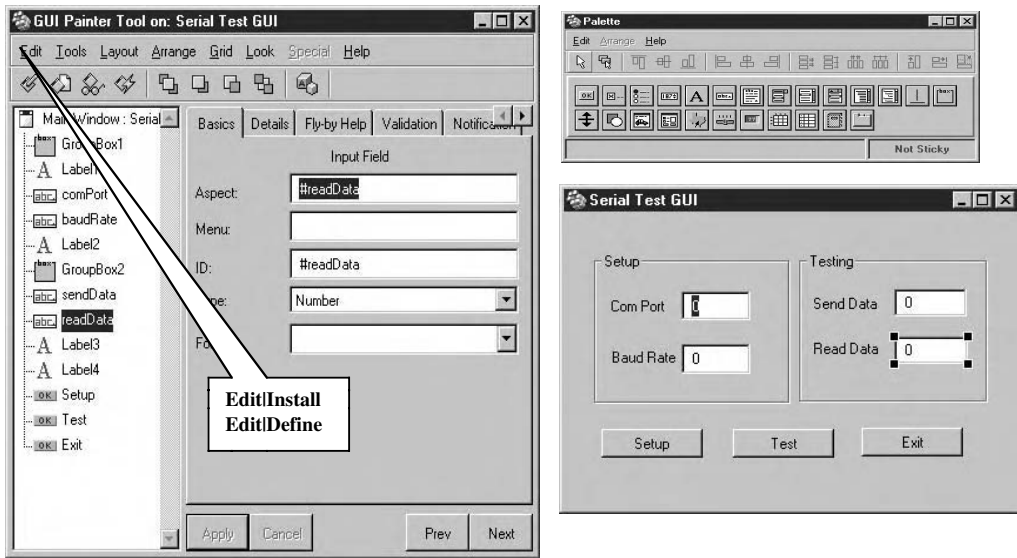 GUI Painter Tool on: Serial Test GUI
Edit Tools Layout Arrange Grid Look Special Help
Main Window : Serial
GroupBox1
Label1
comPort
baudRate
Label2
GroupBox2
sendData
readData
Label3
Label4
OK Setup
OK Test
OK Exit
Basics Details Fly-by Help Validation Notification
Input Field
Aspect: #readData
Menu:
ID: #readData
Number
Edit|Install
Edit|Define
Apply Cancel Prev Next
Palette
Edit Arrange Help
Not Sticky
Serial Test GUI
Setup
Com Port 0
Baud Rate 0
Testing
Send Data 0
Read Data 0
Setup Test Exit